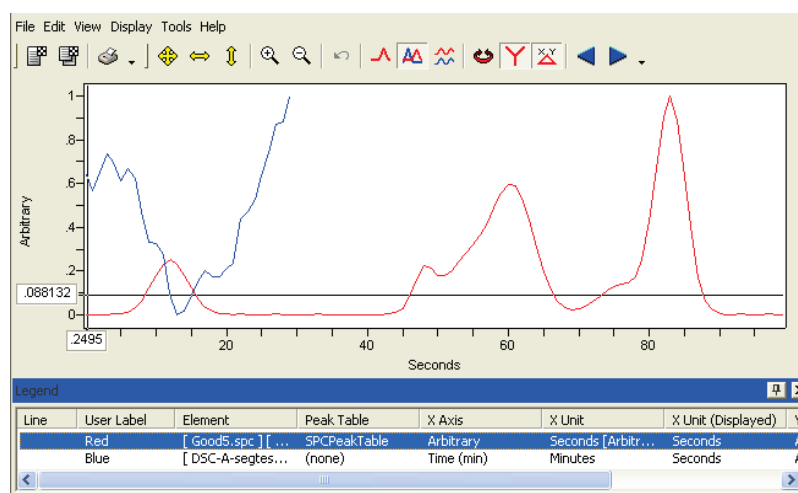 File Edit View Display Tools Help
X,Y
1
.8
.6
.4
.2
0
Arbitrary
.088132
.2495
20
40
60
80
Seconds
Legend
Line User Label Element Peak Table X Axis X Unit X Unit (Displayed)
Red [ Good5.spc ] [ ... SPCPeakTable Arbitrary Seconds [Arbitr... Seconds
Blue [ DSC-A-segtes... (none) Time (min) Minutes Seconds